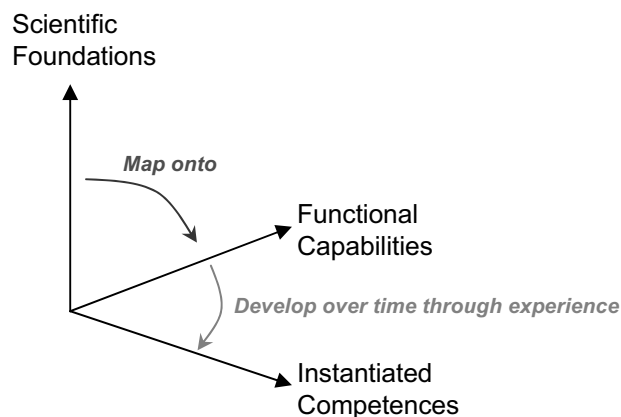 Scientific
Foundations
Map onto
Functional
Capabilities
Develop over time through experience
Instantiated
Competences